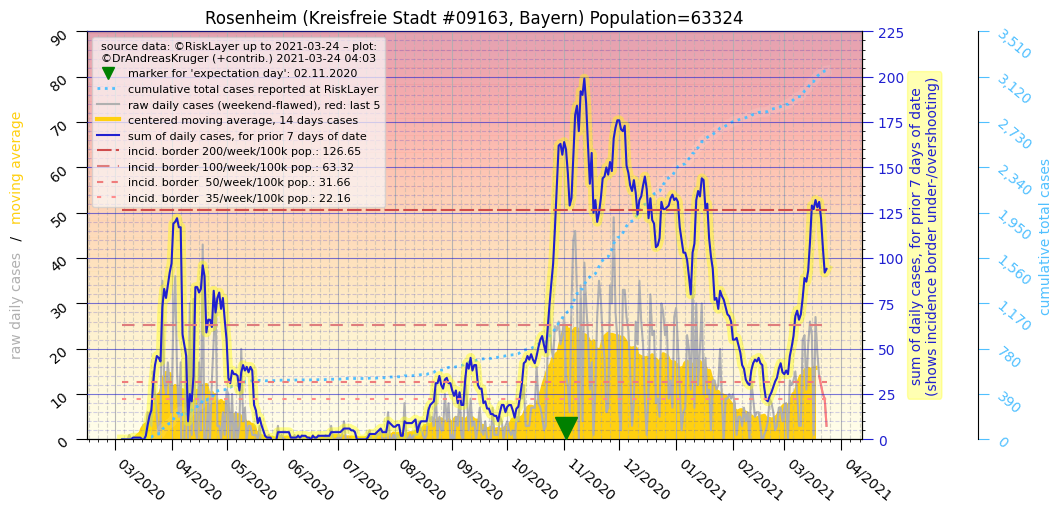 Rosenheim (Kreisfreie Stadt #09163, Bayern) Population=63324
source data: ©RiskLayer up to 2021-03-24 – plot:
©DrAndreasKruger (+contrib.) 2021-03-24 04:03
marker for 'expectation day': 02.11.2020
cumulative total cases reported at RiskLayer
raw daily cases (weekend-flawed), red: last 5
centered moving average, 14 days cases
sum of daily cases, for prior 7 days of date
incid. border 200/week/100k pop.: 126.65
incid. border 100/week/100k pop.: 63.32
incid. border  50/week/100k pop.: 31.66
incid. border  35/week/100k pop.: 22.16
raw daily cases  /  moving average
90
80
70
60
50
40
30
20
10
0
03/2020
04/2020
05/2020
06/2020
07/2020
08/2020
09/2020
10/2020
11/2020
12/2020
01/2021
02/2021
03/2021
04/2021
225
200
175
150
125
100
75
50
25
0
sum of daily cases, for prior 7 days of date
(shows incidence border under-/overshooting)
3,510
3,120
2,730
2,340
1,950
1,560
1,170
780
390
0
cumulative total cases